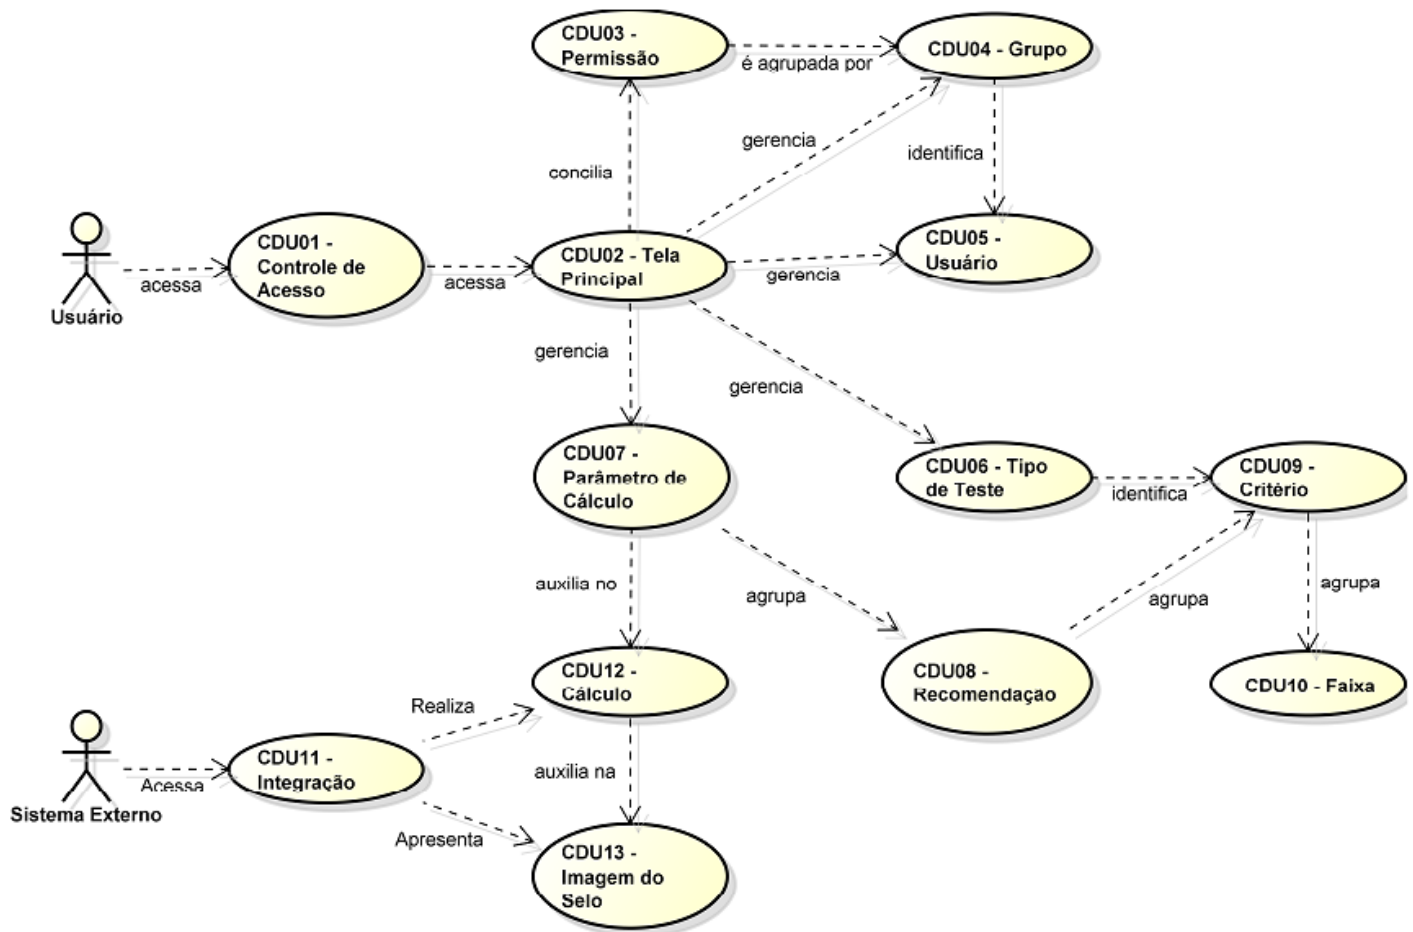 CDU03 -
Permissão
é agrupada por
CDU04 - Grupo
gerencia
identifica
concilia
CDU01 -
Controle de
Acesso
CDU02 - Tela
Principal
CDU05 -
Usuário
acessa
acessa
gerencia
Usuário
gerencia
gerencia
CDU07 -
Parâmetro de
Cálculo
CDU06 - Tipo
de Teste
identifica
CDU09 -
Critério
auxilia no
agrupa
agrupa
agrupa
CDU12 -
Cálculo
CDU08 -
Recomendação
CDU10 - Faixa
Realiza
CDU11 -
Integração
Acessa
auxilia na
Sistema Externo
Apresenta
CDU13 -
Imagem do
Selo